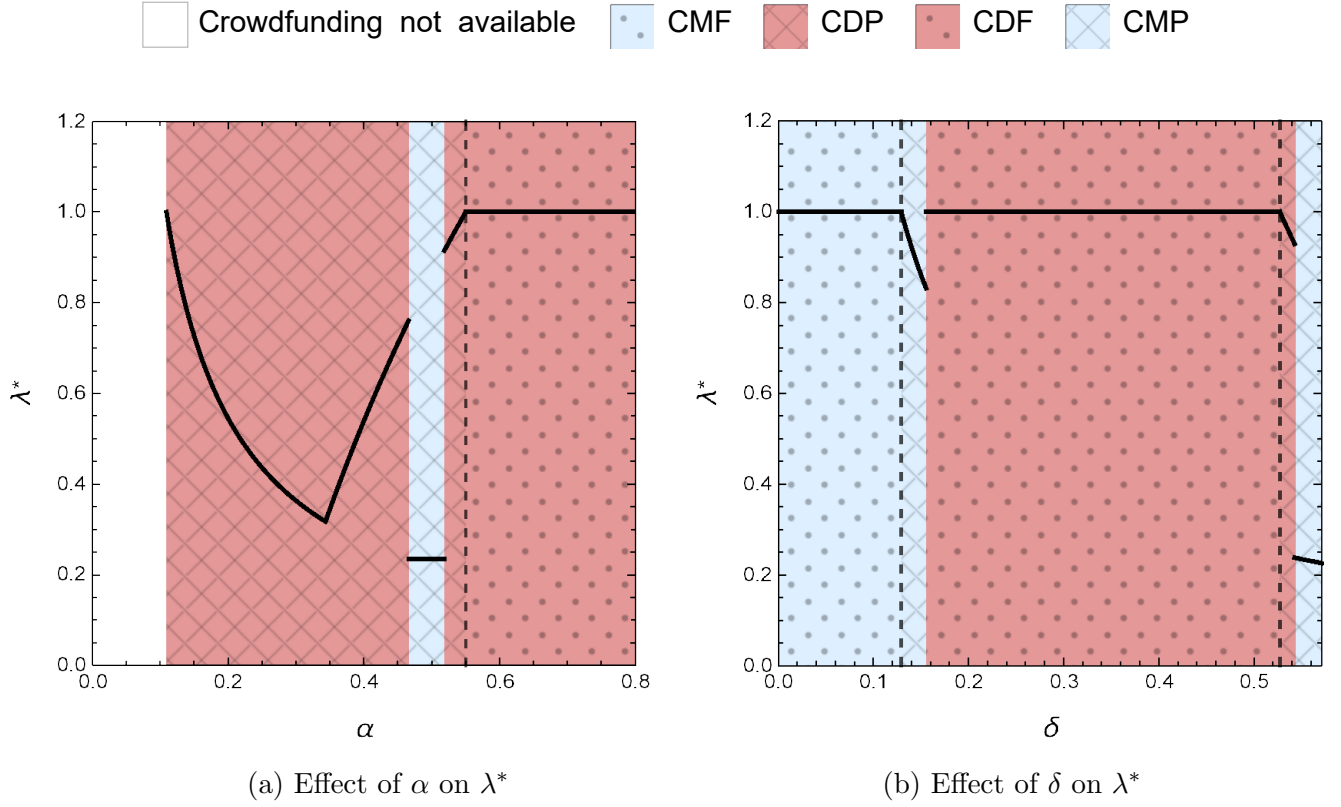 Crowdfunding not available CMF CDP CDF CMP
1.2
1.0
0.8
0.6
0.4
0.2
0.0
λ*
0.0 0.2 0.4 0.6 0.8
α
(a) Effect of α on λ*
1.2
1.0
0.8
0.6
0.4
0.2
0.0
λ*
0.0 0.1 0.2 0.3 0.4 0.5
δ
(b) Effect of δ on λ*